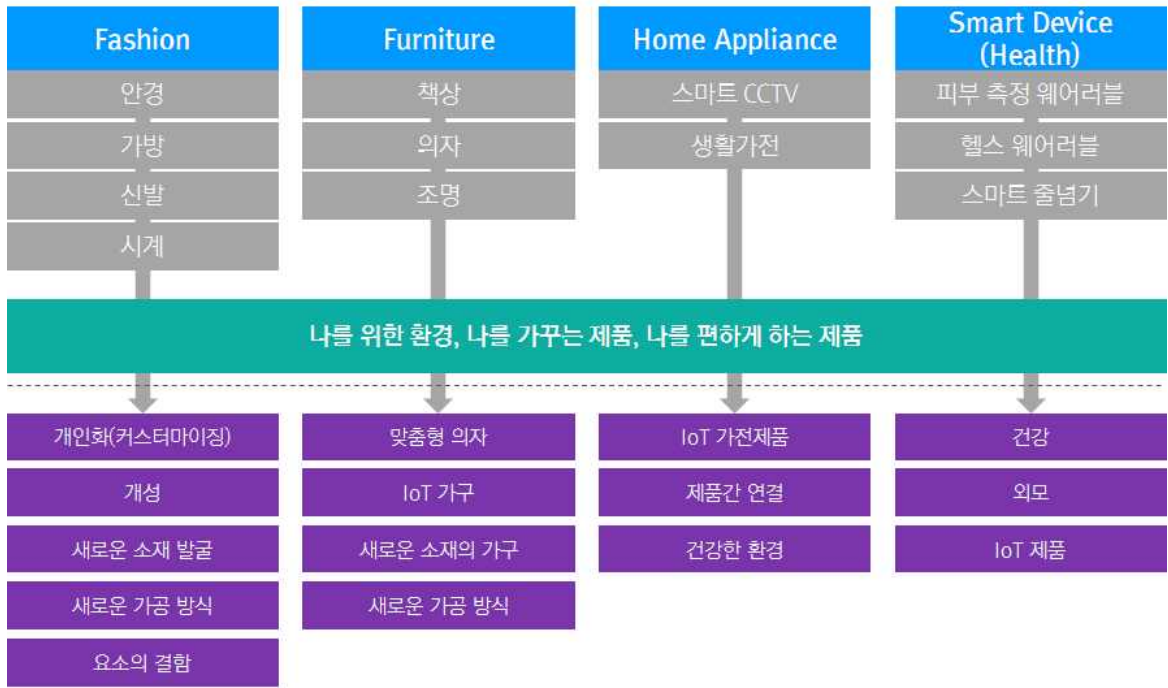 Fashion
안경
가방
신발
시계
Furniture
책상
의자
조명
Home Appliance
스마트 CCTV
생활가전
Smart Device
(Health)
피부 측정 웨어러블
헬스 웨어러블
스마트 줄넘기
나를 위한 환경, 나를 가꾸는 제품, 나를 편하게 하는 제품
개인화(커스터마이징)
개성
새로운 소재 발굴
새로운 가공 방식
요소의 결합
맞춤형 의자
IoT 가구
새로운 소재의 가구
새로운 가공 방식
IoT 가전제품
제품간 연결
건강한 환경
건강
외모
IoT 제품